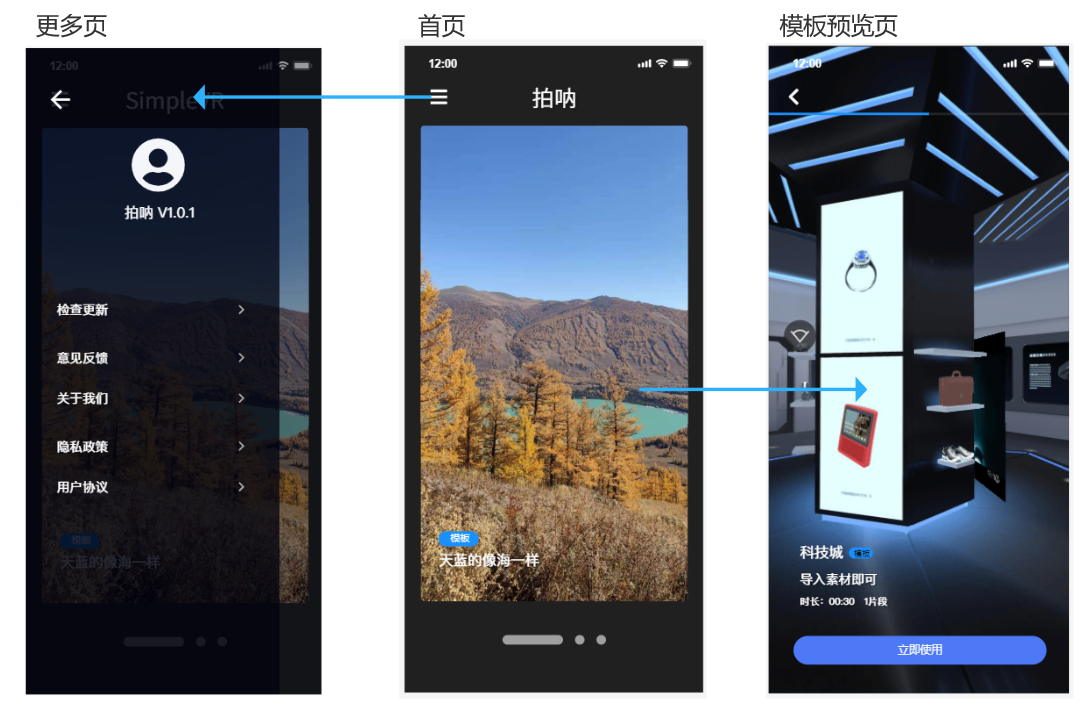 更多页
12:00
SimpleVR
拍呐 V1.0.1
检查更新
意见反馈
关于我们
隐私政策
用户协议
模板
天蓝的像海一样
首页
12:00
拍呐
模板
天蓝的像海一样
模板预览页
12:00
科技城 模板
导入素材即可
时长：00:30 1片段
立即使用